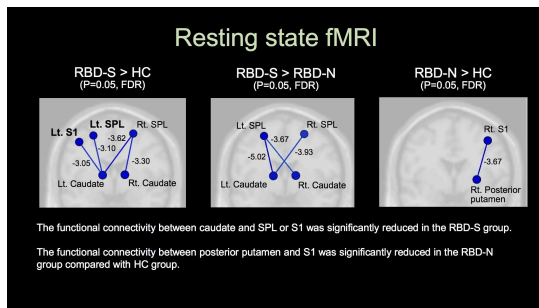 Resting state fMRI
RBD-S > HC
(P=0.05, FDR)
Lt. S1
Lt. SPL
Rt. SPL
-3.62
-3.10
-3.05
-3.30
Lt. Caudate
Rt. Caudate
RBD-S > RBD-N
(P=0.05, FDR)
Lt. SPL
Rt. SPL
-3.67
-5.02
-3.93
Lt. Caudate
Rt. Caudate
RBD-N > HC
(P=0.05, FDR)
Rt. S1
-3.67
Rt. Posterior
putamen
The functional connectivity between caudate and SPL or S1 was significantly reduced in the RBD-S group.
The functional connectivity between posterior putamen and S1 was significantly reduced in the RBD-N
group compared with HC group.